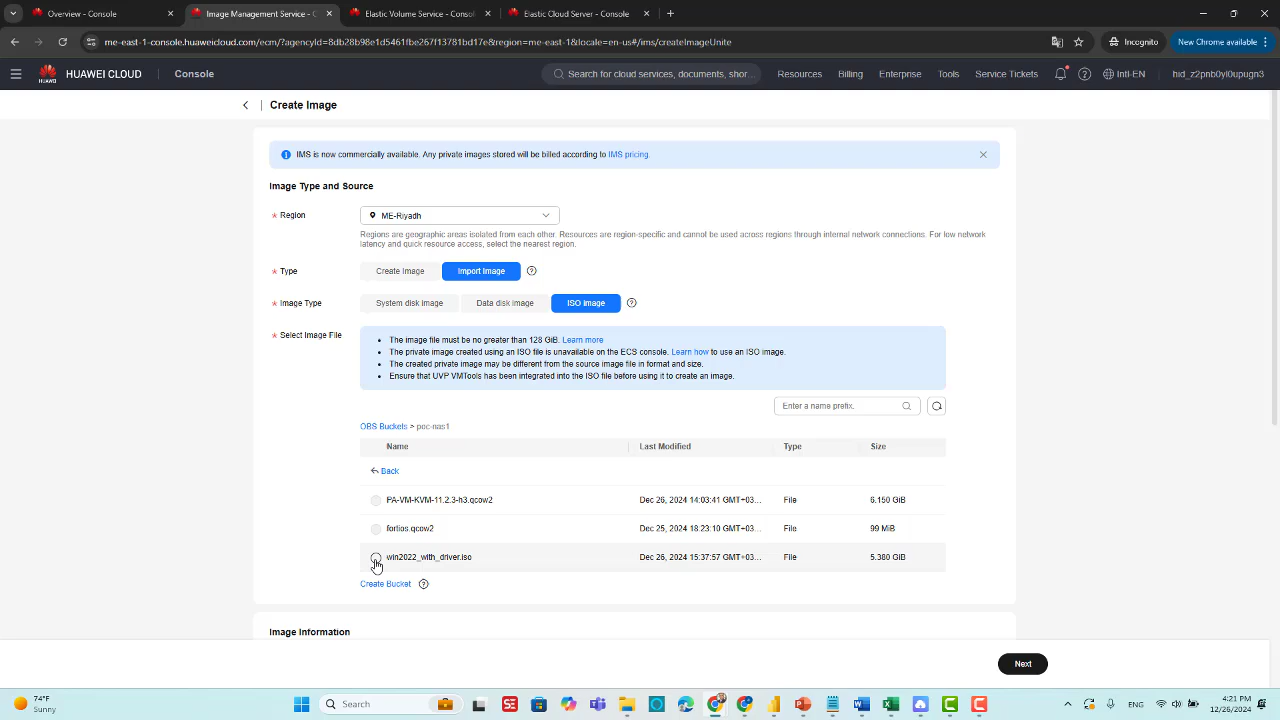 Overview - Console
Image Management Service - C
Elastic Volume Service - Consol
Elastic Cloud Server - Console
me-east-1-console.huaweicloud.com/ecm/?agencyId=8db28b98e1d5461fbe267f13781bd17e&region=me-east-1&locale=en-us#/ims/createImageUnite
Incognito
New Chrome available
HUAWEI CLOUD
Console
Search for cloud services, documents, shor
Resources
Billing
Enterprise
Tools
Service Tickets
Intl-EN
hid_z2pnb0yl0upugn3
Create Image
IMS is now commercially available. Any private images stored will be billed according to IMS pricing.
Image Type and Source
* Region
ME-Riyadh
Regions are geographic areas isolated from each other. Resources are region-specific and cannot be used across regions through internal network connections. For low network
latency and quick resource access, select the nearest region.
* Type
Create Image
Import Image
* Image Type
System disk image
Data disk image
ISO image
* Select Image File
• The image file must be no greater than 128 GiB. Learn more
• The private image created using an ISO file is unavailable on the ECS console. Learn how to use an ISO image.
• The created private image may be different from the source image file in format and size.
• Ensure that UVP VMTools has been integrated into the ISO file before using it to create an image.
Enter a name prefix.
OBS Buckets > poc-nas1
Name Last Modified Type Size
Back
PA-VM-KVM-11.2.3-h3.qcow2 Dec 26, 2024 14:03:41 GMT+03... File 6.150 GiB
fortios.qcow2 Dec 25, 2024 18:23:10 GMT+03... File 99 MiB
win2022_with_driver.iso Dec 26, 2024 15:37:57 GMT+03... File 5.380 GiB
Create Bucket
Image Information
Next
74°F
Sunny
Search
SE
ENG
4:21 PM
12/26/2024